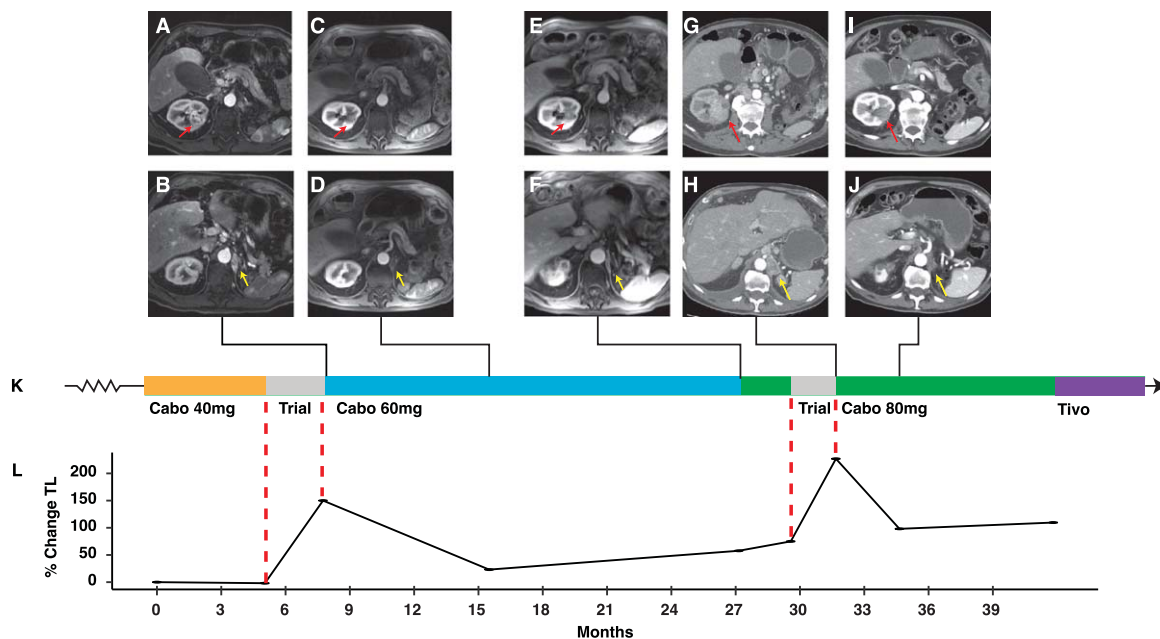 A C E G I
B D F H J
K
Cabo 40mg Trial Cabo 60mg Trial Cabo 80mg Tivo
L
% Change TL
200
150
100
50
0
0 3 6 9 12 15 18 21 24 27 30 33 36 39
Months